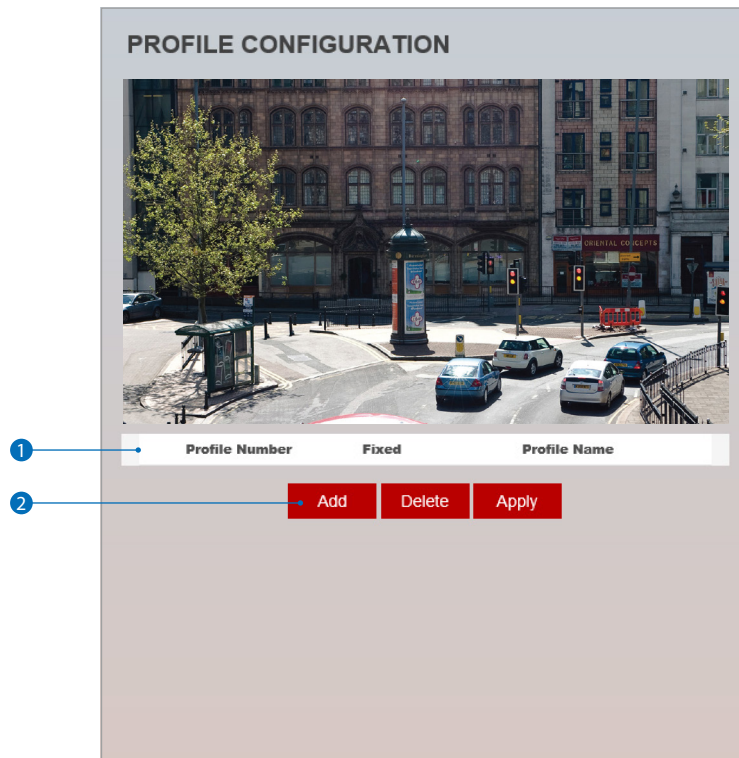 PROFILE CONFIGURATION
ORIENTAL CONCEPTS
1
Profile Number Fixed Profile Name
2
Add Delete Apply